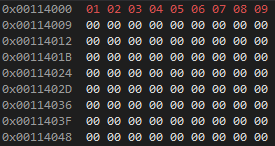 0x00114000 01 02 03 04 05 06 07 08 09
0x00114009 00 00 00 00 00 00 00 00 00
0x00114012 00 00 00 00 00 00 00 00 00
0x0011401B 00 00 00 00 00 00 00 00 00
0x00114024 00 00 00 00 00 00 00 00 00
0x0011402D 00 00 00 00 00 00 00 00 00
0x00114036 00 00 00 00 00 00 00 00 00
0x0011403F 00 00 00 00 00 00 00 00 00
0x00114048 00 00 00 00 00 00 00 00 00